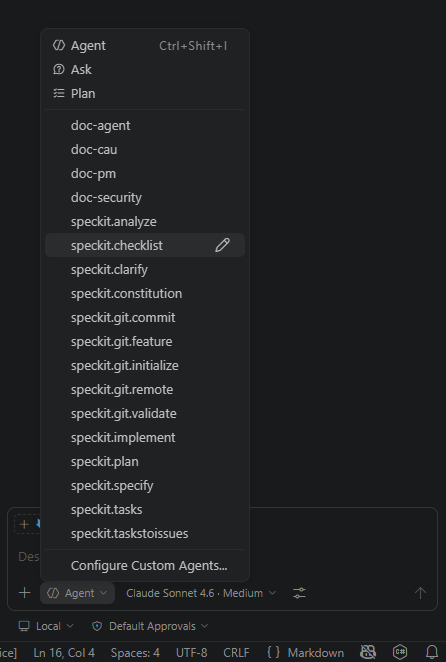 Agent Ctrl+Shift+I
Ask
Plan
doc-agent
doc-cau
doc-pm
doc-security
speckit.analyze
speckit.checklist
speckit.clarify
speckit.constitution
speckit.git.commit
speckit.git.feature
speckit.git.initialize
speckit.git.remote
speckit.git.validate
speckit.implement
speckit.plan
speckit.specify
speckit.tasks
speckit.taskstoissues
Configure Custom Agents...
Des
Agent Claude Sonnet 4.6 · Medium
Local Default Approvals
ice] Ln 16, Col 4 Spaces: 4 UTF-8 CRLF { } Markdown C#